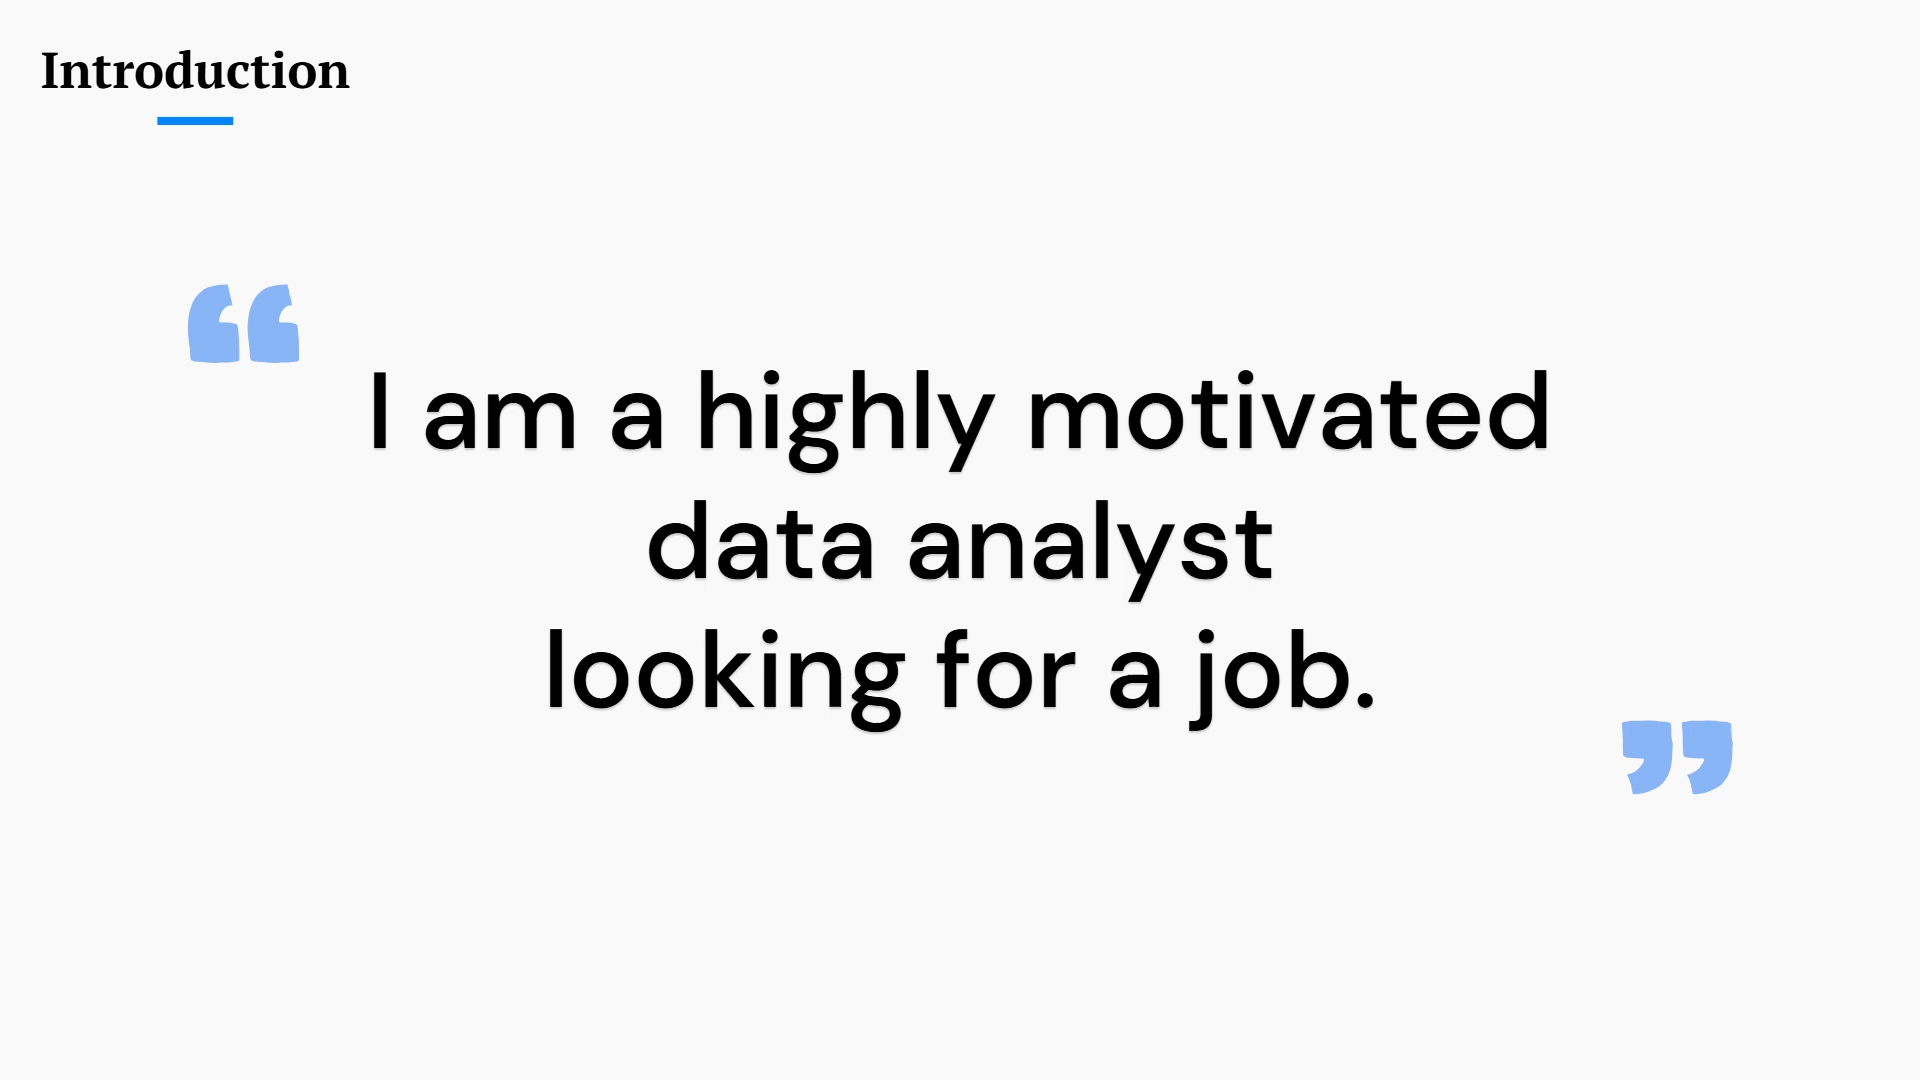 Introduction
“
I am a highly motivated
data analyst
looking for a job.
”